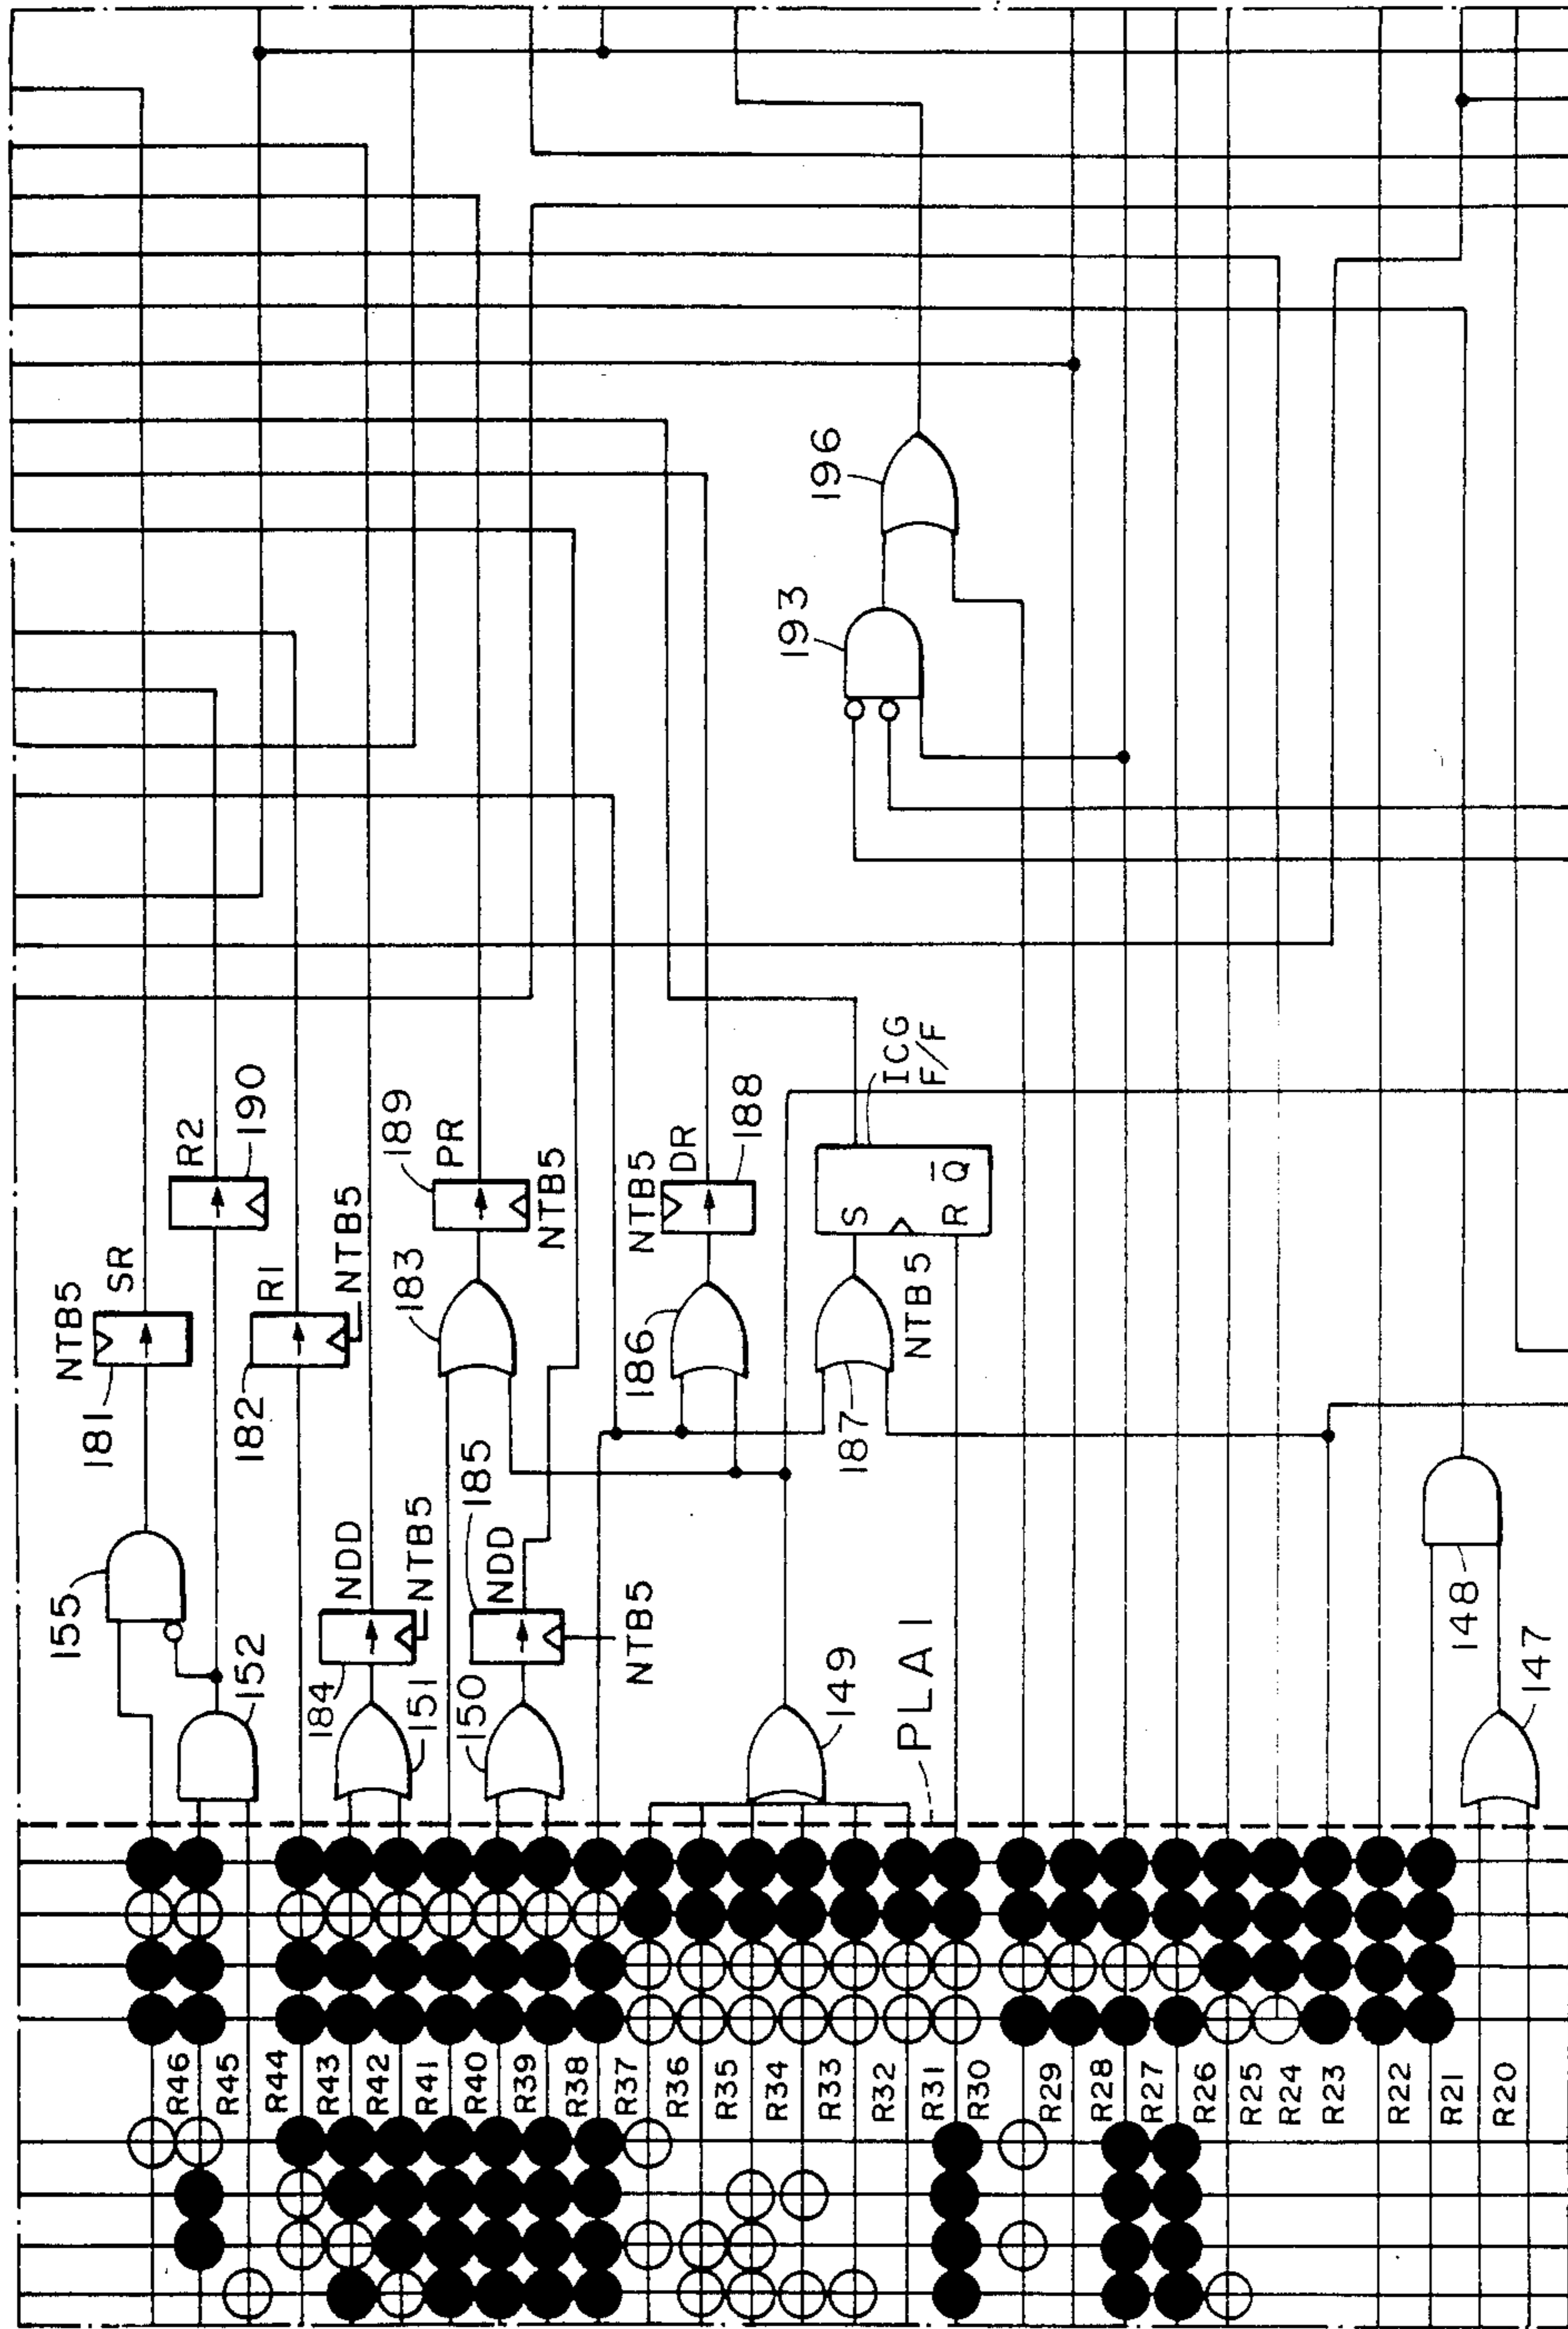 NTB5
SR
181
155
R2
190
152
R1
182
NTB5
NDD
184
NTB5
151
189
PR
183
NTB5
185
NDD
150
NTB5
NTB5
DR
188
186
ICG
F/F
S
R Q̅
NTB5
187
149
PLA1
193
196
148
147
R46
R45
R44
R43
R42
R41
R40
R39
R38
R37
R36
R35
R34
R33
R32
R31
R30
R29
R28
R27
R26
R25
R24
R23
R22
R21
R20